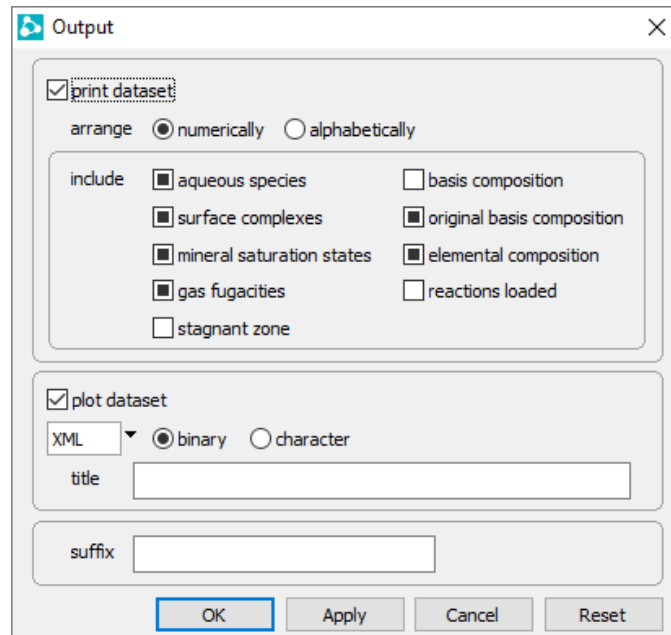 Output
print dataset
arrange numerically alphabetically
include aqueous species basis composition
surface complexes original basis composition
mineral saturation states elemental composition
gas fugacities reactions loaded
stagnant zone
plot dataset
XML binary character
title
suffix
OK Apply Cancel Reset